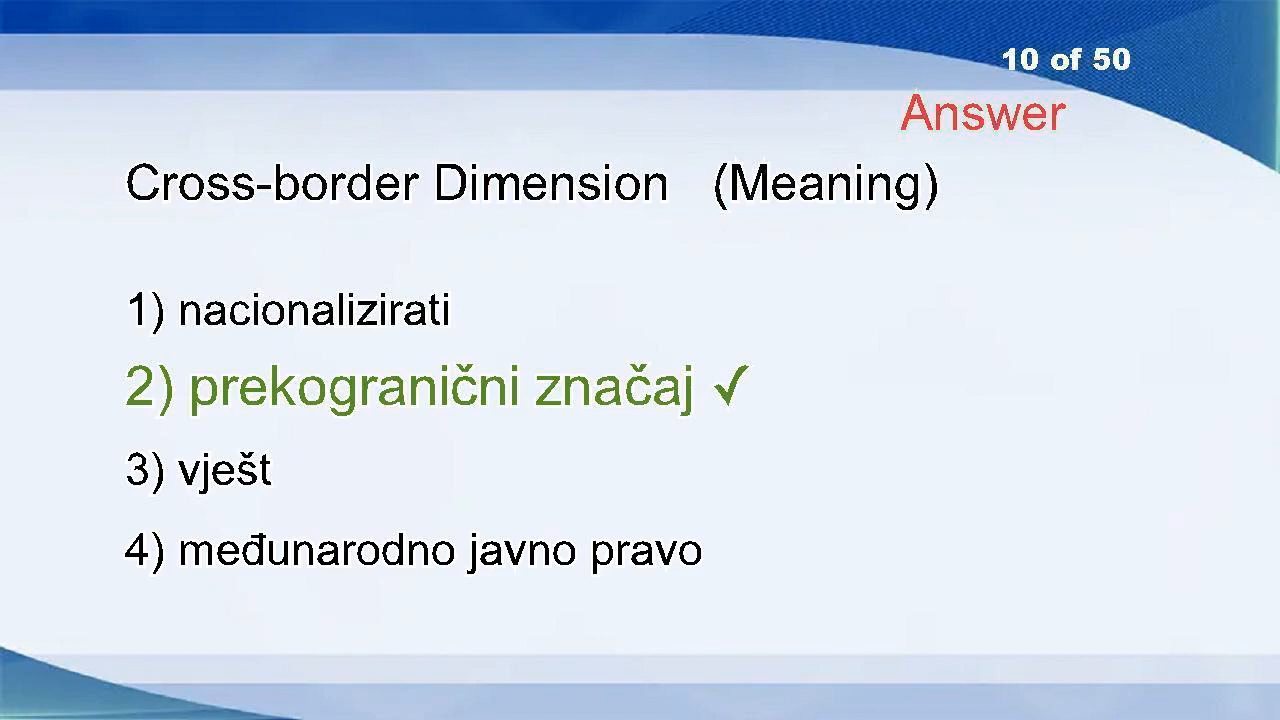 10 of 50
Answer
Cross-border Dimension (Meaning)
1) nacionalizirati
2) prekogranični značaj ✓
3) vješt
4) međunarodno javno pravo